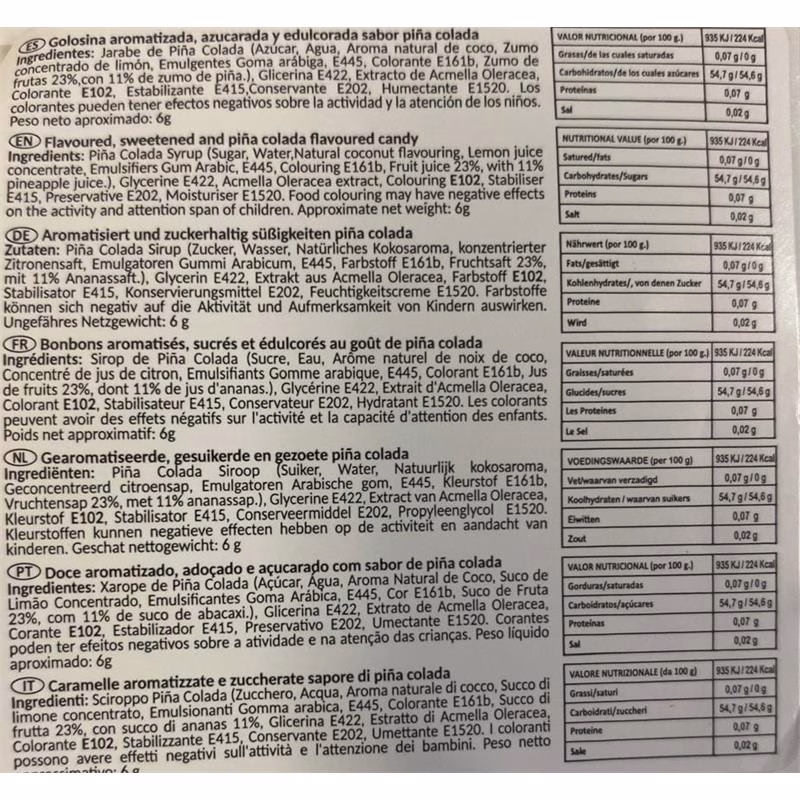 ES Golosina aromatizada, azucarada y edulcorada sabor piña colada
Ingredientes: Jarabe de Piña Colada (Azúcar, Agua, Aroma natural de coco, Zumo
concentrado de limón, Emulgentes Goma arábiga, E445, Colorante E161b, Zumo de
frutas 23%,con 11% de zumo de piña.), Glicerina E422, Extracto de Acmella Oleracea,
Colorante E102, Estabilizante E415,Conservante E202, Humectante E1520. Los
colorantes pueden tener efectos negativos sobre la actividad y la atención de los niños.
Peso neto aproximado: 6g
VALOR NUTRICIONAL (por 100 g.) 935 KJ / 224 Kcal
Grasas/de las cuales saturadas 0,07 g / 0 g
Carbohidratos/de los cuales azúcares 54,7 g / 54,6 g
Proteínas 0,07 g
Sal 0,02 g
EN Flavoured, sweetened and piña colada flavoured candy
Ingredients: Piña Colada Syrup (Sugar, Water,Natural coconut flavouring, Lemon juice
concentrate, Emulsifiers Gum Arabic, E445, Colouring E161b, Fruit juice 23%, with 11%
pineapple juice.), Glycerine E422, Acmella Oleracea extract, Colouring E102, Stabiliser
E415, Preservative E202, Moisturiser E1520. Food colouring may have negative effects
on the activity and attention span of children. Approximate net weight: 6g
NUTRITIONAL VALUE (por 100 g.) 935 KJ / 224 Kcal
Satured/fats 0,07 g / 0 g
Carbohydrates/Sugars 54,7 g / 54,6 g
Proteins 0,07 g
Salt 0,02 g
DE Aromatisiert und zuckerhaltig süßigkeiten piña colada
Zutaten: Piña Colada Sirup (Zucker, Wasser, Natürliches Kokosaroma, konzentrierter
Zitronensaft, Emulgatoren Gummi Arabicum, E445, Farbstoff E161b, Fruchtsaft 23%,
mit 11% Ananassaft.), Glycerin E422, Extrakt aus Acmella Oleracea, Farbstoff E102,
Stabilisator E415, Konservierungsmittel E202, Feuchtigkeitscreme E1520. Farbstoffe
können sich negativ auf die Aktivität und Aufmerksamkeit von Kindern auswirken.
Ungefähres Netzgewicht: 6 g
Nährwert (por 100 g.) 935 KJ / 224 Kcal
Fats/gesättigt 0,07 g / 0 g
Kohlenhydrates/, von denen Zucker 54,7 g / 54,6 g
Proteine 0,07 g
Wird 0,02 g
FR Bonbons aromatisés, sucrés et édulcorés au goût de piña colada
Ingrédients: Sirop de Piña Colada (Sucre, Eau, Arôme naturel de noix de coco,
Concentré de jus de citron, Emulsifiants Gomme arabique, E445, Colorant E161b, Jus
de fruits 23%, dont 11% de jus d'ananas.), Glycérine E422, Extrait d'Acmella Oleracea,
Colorant E102, Stabilisateur E415, Conservateur E202, Hydratant E1520. Les colorants
peuvent avoir des effets négatifs sur l'activité et la capacité d'attention des enfants.
Poids net approximatif: 6g
VALEUR NUTRITIONNELLE (por 100 g.) 935 KJ / 224 Kcal
Graisses/saturées 0,07 g / 0 g
Glucides/sucres 54,7 g / 54,6 g
Les Proteines 0,07 g
Le Sel 0,02 g
NL Gearomatiseerde, gesuikerde en gezoete piña colada
Ingrediënten: Piña Colada Siroop (Suiker, Water, Natuurlijk kokosaroma,
Geconcentreerd citroensap, Emulgatoren Arabische gom, E445, Kleurstof E161b,
Vruchtensap 23%, met 11% ananassap.), Glycerine E422, Extract van Acmella Oleracea,
Kleurstof E102, Stabilisator E415, Conserveermiddel E202, Propyleenglycol E1520.
Kleurstoffen kunnen negatieve effecten hebben op de activiteit en aandacht van
kinderen. Geschat nettogewicht: 6 g
VOEDINGSWAARDE (per 100 g) 935 KJ / 224 Kcal
Vet/waarvan verzadigd 0,07 g / 0 g
Koolhydraten / waarvan suikers 54,7 g / 54,6 g
Eiwitten 0,07 g
Zout 0,02 g
PT Doce aromatizado, adoçado e açucarado com sabor de piña colada
Ingredientes: Xarope de Piña Colada (Açúcar, Água, Aroma Natural de Coco, Suco de
Limão Concentrado, Emulsificantes Goma Arábica, E445, Cor E161b, Suco de Fruta
23%, com 11% de suco de abacaxi.), Glicerina E422, Extrato de Acmella Oleracea,
Corante E102, Estabilizador E415, Preservativo E202, Umectante E1520. Corantes
poden ter efeitos negativos sobre a atividade e na atenção das crianças. Peso líquido
aproximado: 6g
VALOR NUTRICIONAL (por 100 g.) 935 KJ / 224 Kcal
Gorduras/saturadas 0,07 g / 0 g
Carboidratos/açúcares 54,7 g / 54,6 g
Proteínas 0,07 g
Sal 0,02 g
IT Caramelle aromatizzate e zuccherate sapore di piña colada
Ingredienti: Sciroppo Piña Colada (Zucchero, Acqua, Aroma naturale di cocco, Succo di
limone concentrato, Emulsionanti Gomma arabica, E445, Colorante E161b, Succo di
frutta 23%, con succo di ananas 11%, Glicerina E422, Estratto di Acmella Oleracea,
Colorante E102, Stabilizzante E415, Conservante E202, Umettante E1520. I coloranti
possono avere effetti negativi sull'attività e l'attenzione dei bambini. Peso netto
approssimativo: 6 g
VALORE NUTRIZIONALE (da 100 g) 935 KJ / 224 Kcal
Grassi/saturi 0,07 g / 0 g
Carboidrati/zuccheri 54,7 g / 54,6 g
Proteine 0,07 g
Sale 0,02 g